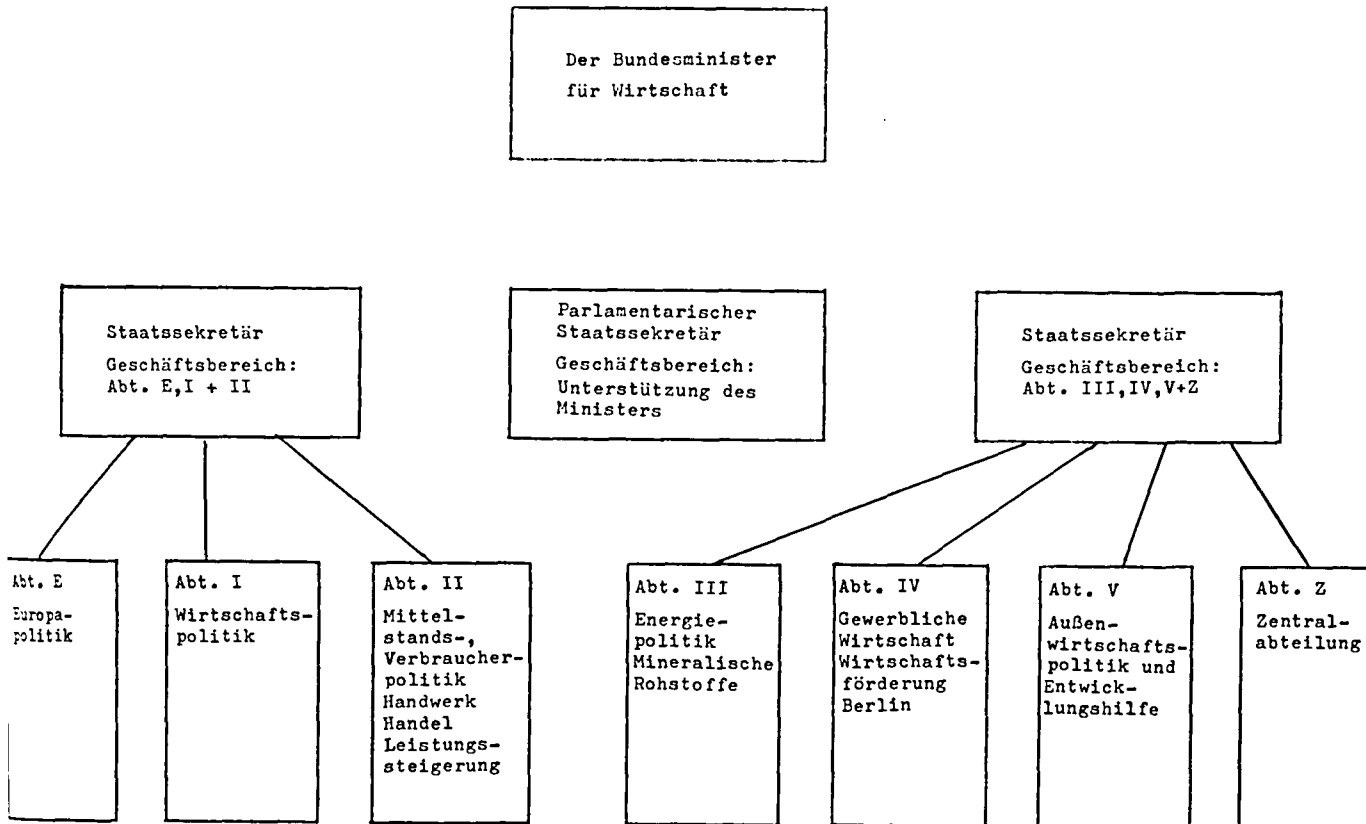 Der Bundesminister
für Wirtschaft
Staatssekretär
Geschäftsbereich:
Abt. E,I + II
Parlamentarischer
Staatssekretär
Geschäftsbereich:
Unterstützung des
Ministers
Staatssekretär
Geschäftsbereich:
Abt. III,IV,V+Z
Abt. E
Europa-
politik
Abt. I
Wirtschafts-
politik
Abt. II
Mittel-
stands-,
Verbraucher-
politik
Handwerk
Handel
Leistungs-
steigerung
Abt. III
Energie-
politik
Mineralische
Rohstoffe
Abt. IV
Gewerbliche
Wirtschaft
Wirtschafts-
förderung
Berlin
Abt. V
Außen-
wirtschafts-
politik und
Entwick-
lungshilfe
Abt. Z
Zentral-
abteilung